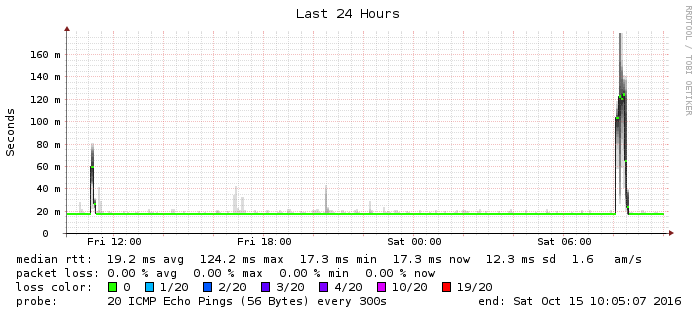 Last 24 Hours
RRDTOOL / TOBI OETIKER
Seconds
160 m
140 m
120 m
100 m
80 m
60 m
40 m
20 m
0
Fri 12:00 Fri 18:00 Sat 00:00 Sat 06:00
median rtt: 19.2 ms avg 124.2 ms max 17.3 ms min 17.3 ms now 12.3 ms sd 1.6 am/s
packet loss: 0.00 % avg 0.00 % max 0.00 % min 0.00 % now
loss color: 0 1/20 2/20 3/20 4/20 10/20 19/20
probe: 20 ICMP Echo Pings (56 Bytes) every 300s end: Sat Oct 15 10:05:07 2016